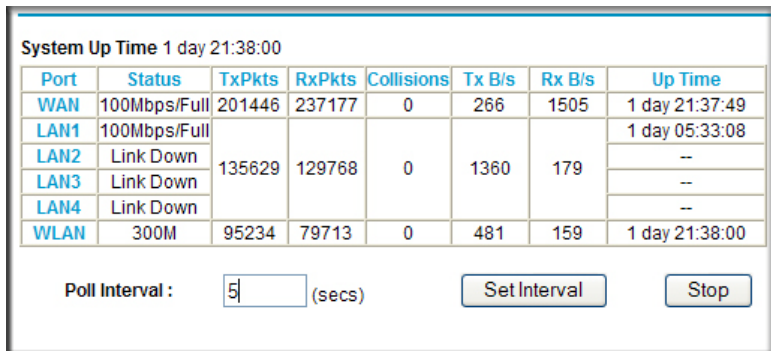 System Up Time 1 day 21:38:00
Port Status TxPkts RxPkts Collisions Tx B/s Rx B/s Up Time
WAN 100Mbps/Full 201446 237177 0 266 1505 1 day 21:37:49
LAN1 100Mbps/Full 135629 129768 0 1360 179 1 day 05:33:08
LAN2 Link Down --
LAN3 Link Down --
LAN4 Link Down --
WLAN 300M 95234 79713 0 481 159 1 day 21:38:00
Poll Interval : 5 (secs) Set Interval Stop